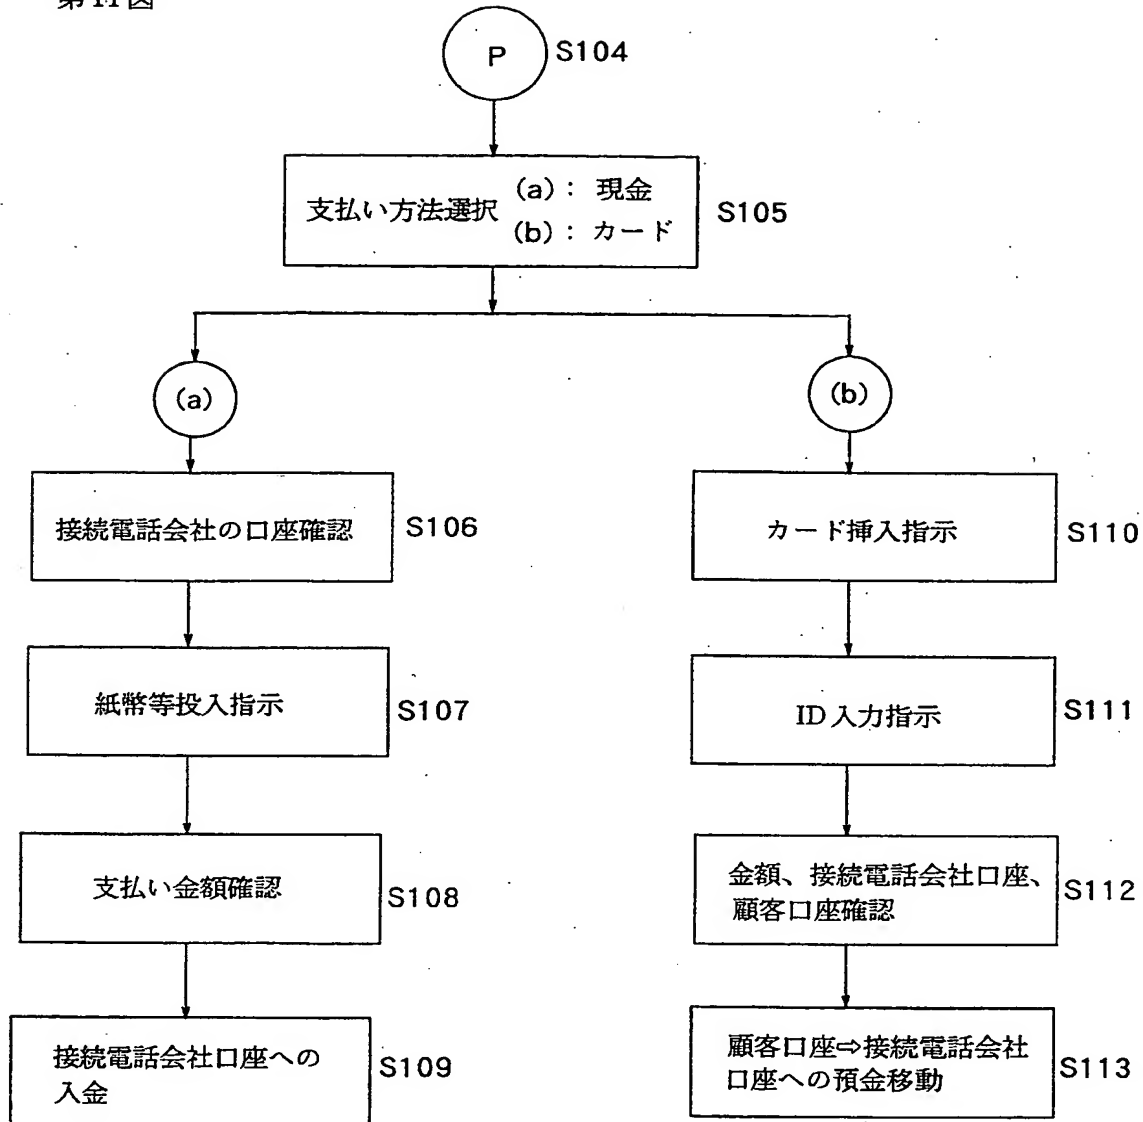 第11図
P S104
支払い方法選択 (a)： 現金
(b)： カード
S105
(a)
接続電話会社の口座確認 S106
紙幣等投入指示 S107
支払い金額確認 S108
接続電話会社口座への
入金
S109
(b)
カード挿入指示 S110
ID入力指示 S111
金額、接続電話会社口座、
顧客口座確認
S112
顧客口座⇨接続電話会社
口座への預金移動
S113